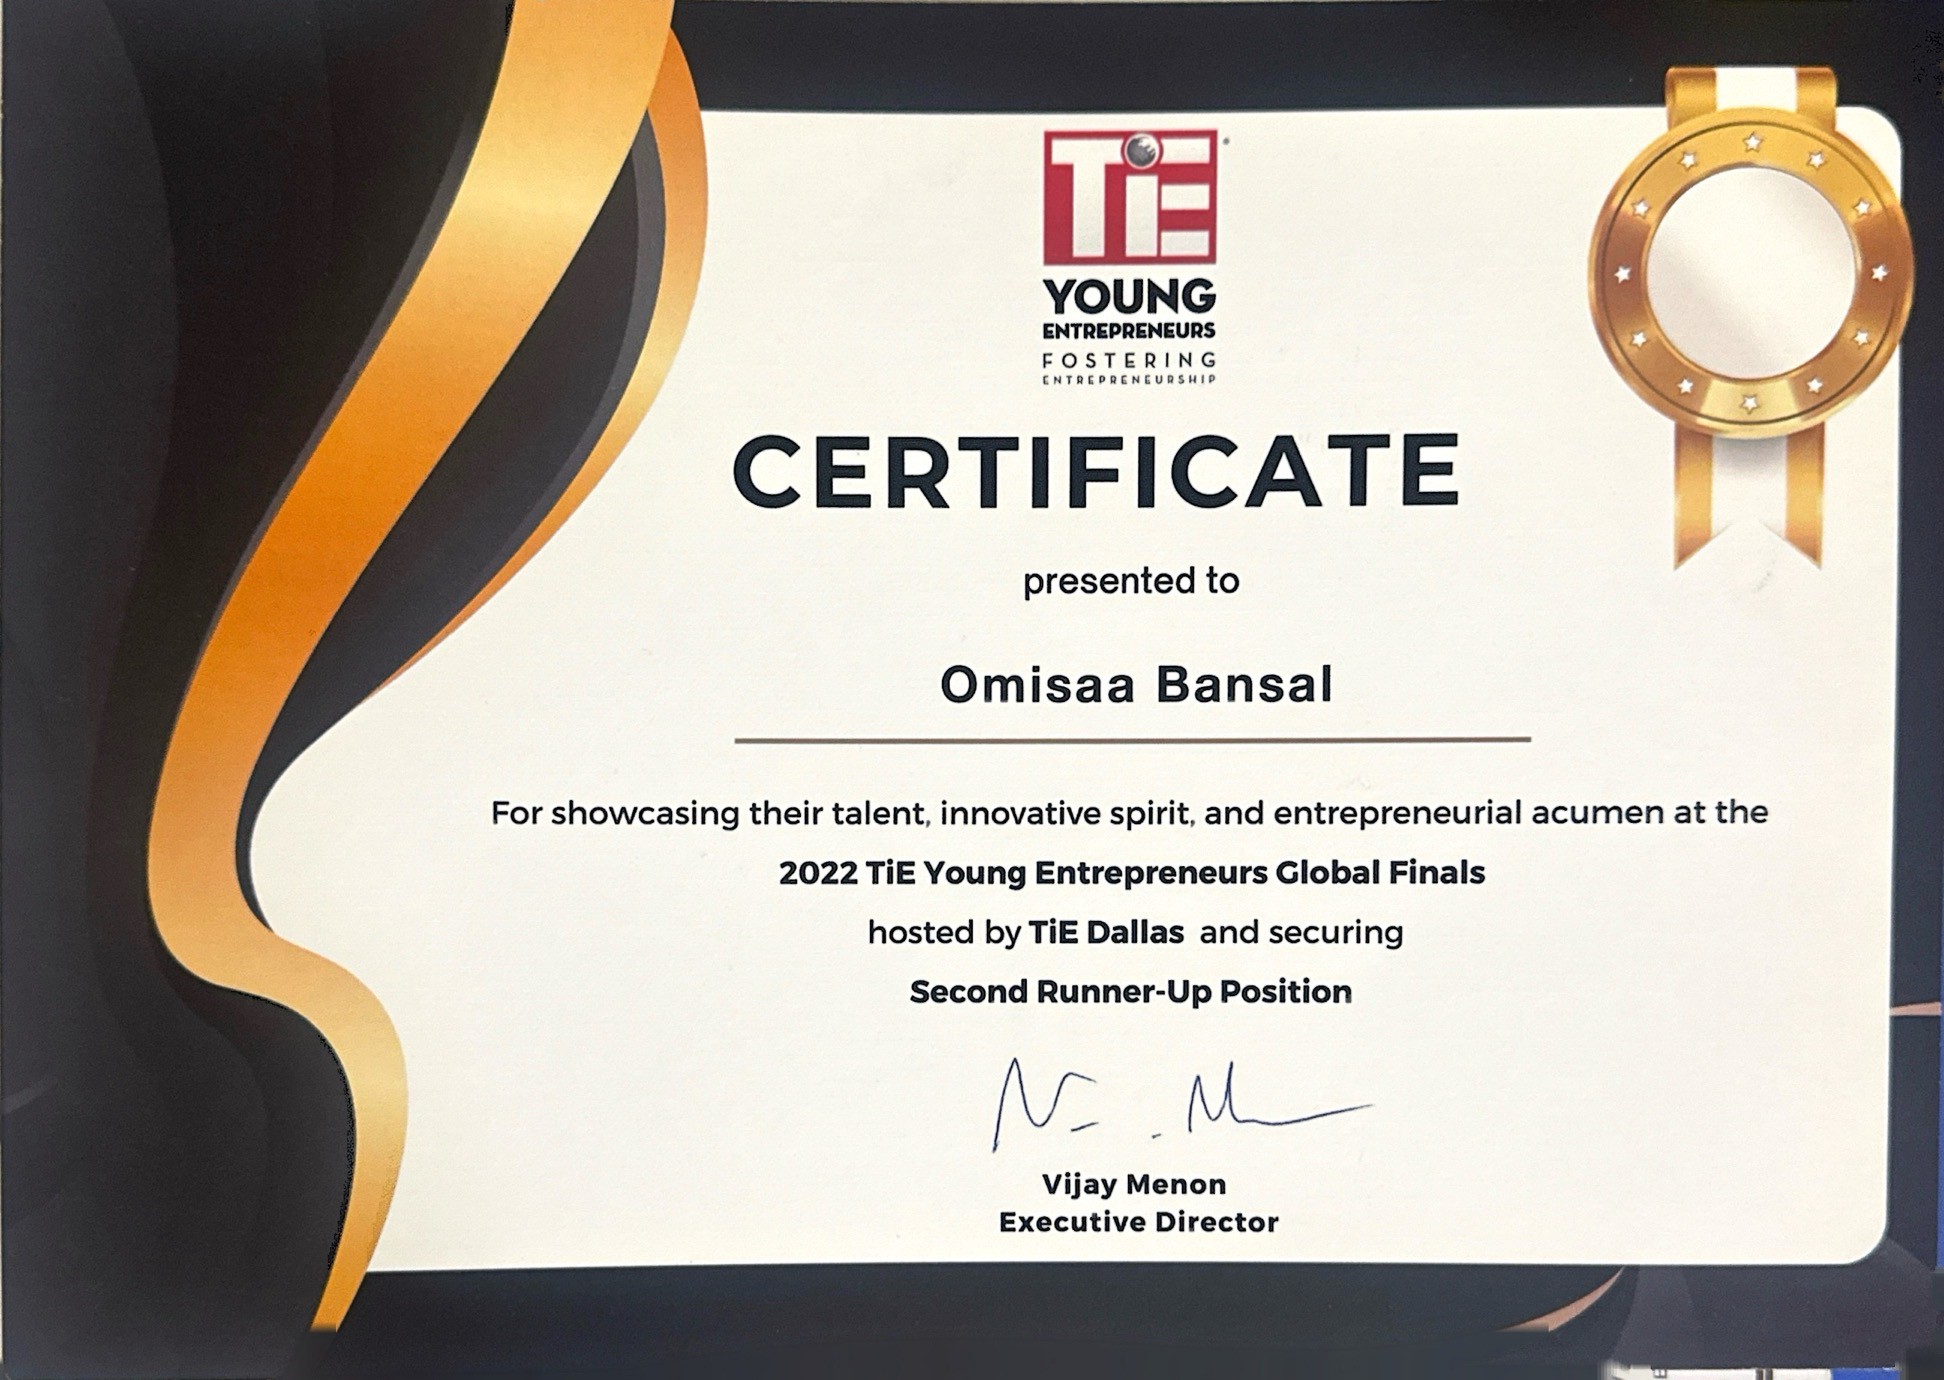 TiE
YOUNG
ENTREPRENEURS
FOSTERING
ENTREPRENEURSHIP
CERTIFICATE
presented to
Omisaa Bansal
For showcasing their talent, innovative spirit, and entrepreneurial acumen at the
2022 TiE Young Entrepreneurs Global Finals
hosted by TiE Dallas and securing
Second Runner-Up Position
Vijay Menon
Executive Director